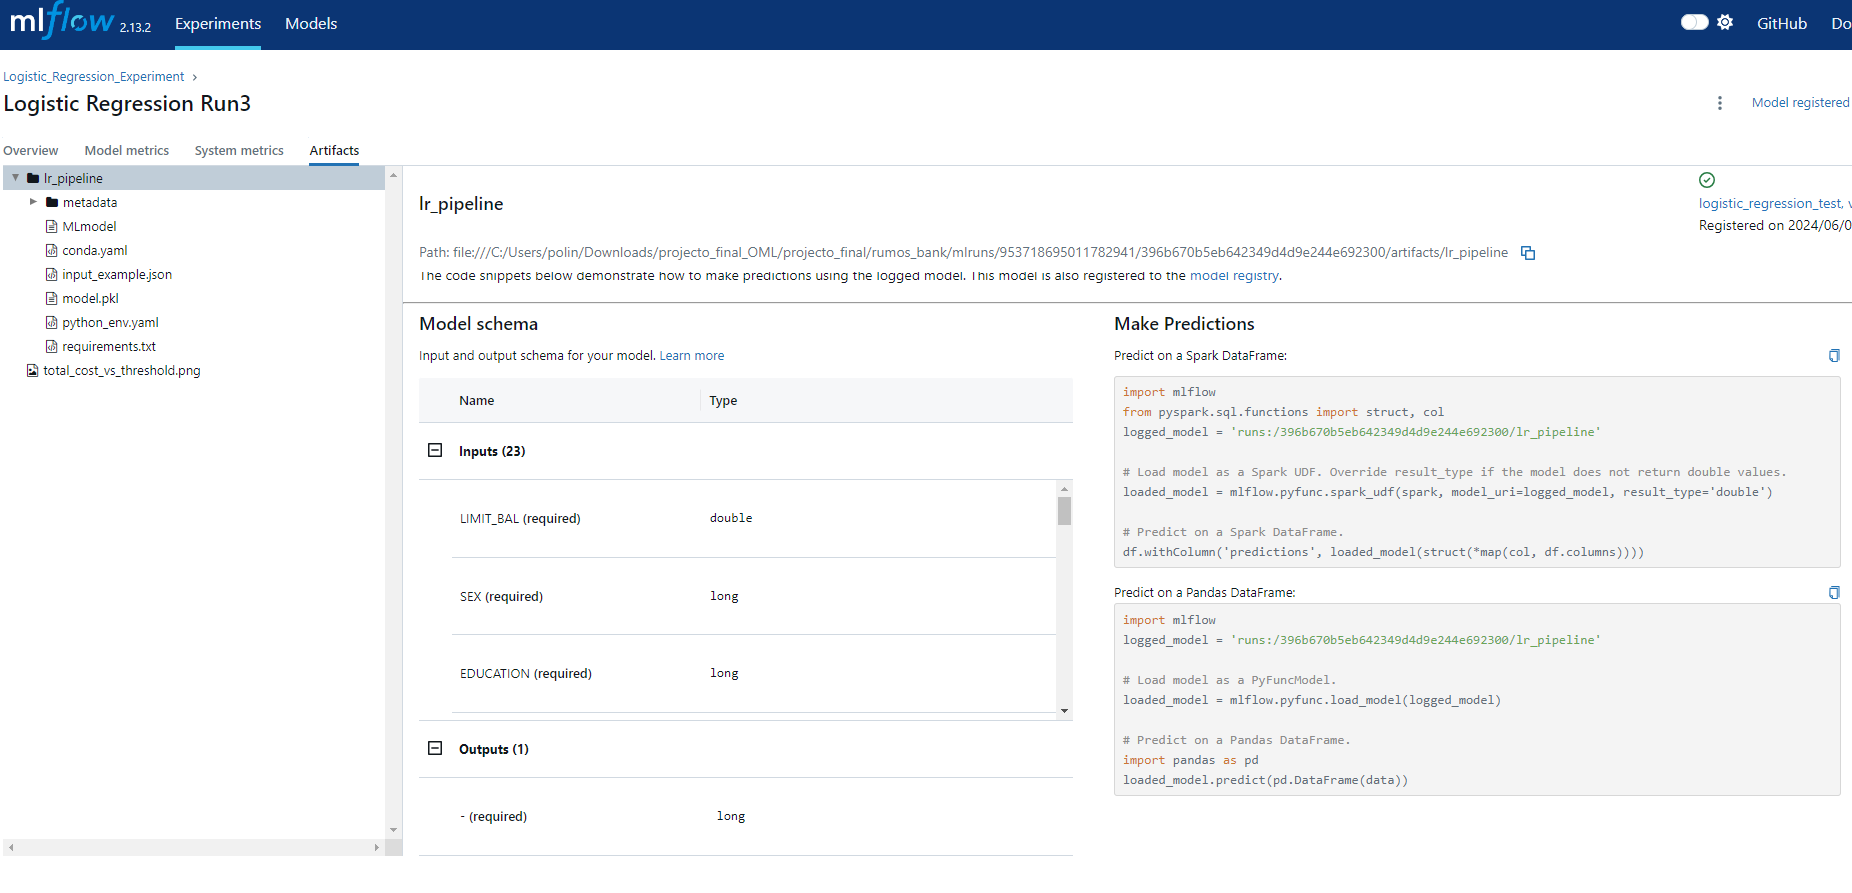 mlflow 2.13.2 Experiments Models GitHub Do
Logistic_Regression_Experiment
Logistic Regression Run3
Model registered
Overview Model metrics System metrics Artifacts
lr_pipeline
metadata
MLmodel
conda.yaml
input_example.json
model.pkl
python_env.yaml
requirements.txt
total_cost_vs_threshold.png
lr_pipeline
logistic_regression_test, v
Registered on 2024/06/0
Path: file:///C:/Users/polin/Downloads/projecto_final_OML/projecto_final/rumos_bank/mlruns/953718695011782941/396b670b5eb642349d4d9e244e692300/artifacts/lr_pipeline
The code snippets below demonstrate how to make predictions using the logged model. This model is also registered to the model registry.
Model schema
Input and output schema for your model. Learn more
Name Type
Inputs (23)
LIMIT_BAL (required) double
SEX (required) long
EDUCATION (required) long
Outputs (1)
- (required) long
Make Predictions
Predict on a Spark DataFrame:
import mlflow
from pyspark.sql.functions import struct, col
logged_model = 'runs:/396b670b5eb642349d4d9e244e692300/lr_pipeline'
# Load model as a Spark UDF. Override result_type if the model does not return double values.
loaded_model = mlflow.pyfunc.spark_udf(spark, model_uri=logged_model, result_type='double')
# Predict on a Spark DataFrame.
df.withColumn('predictions', loaded_model(struct(*map(col, df.columns))))
Predict on a Pandas DataFrame:
import mlflow
logged_model = 'runs:/396b670b5eb642349d4d9e244e692300/lr_pipeline'
# Load model as a PyFuncModel.
loaded_model = mlflow.pyfunc.load_model(logged_model)
# Predict on a Pandas DataFrame.
import pandas as pd
loaded_model.predict(pd.DataFrame(data))